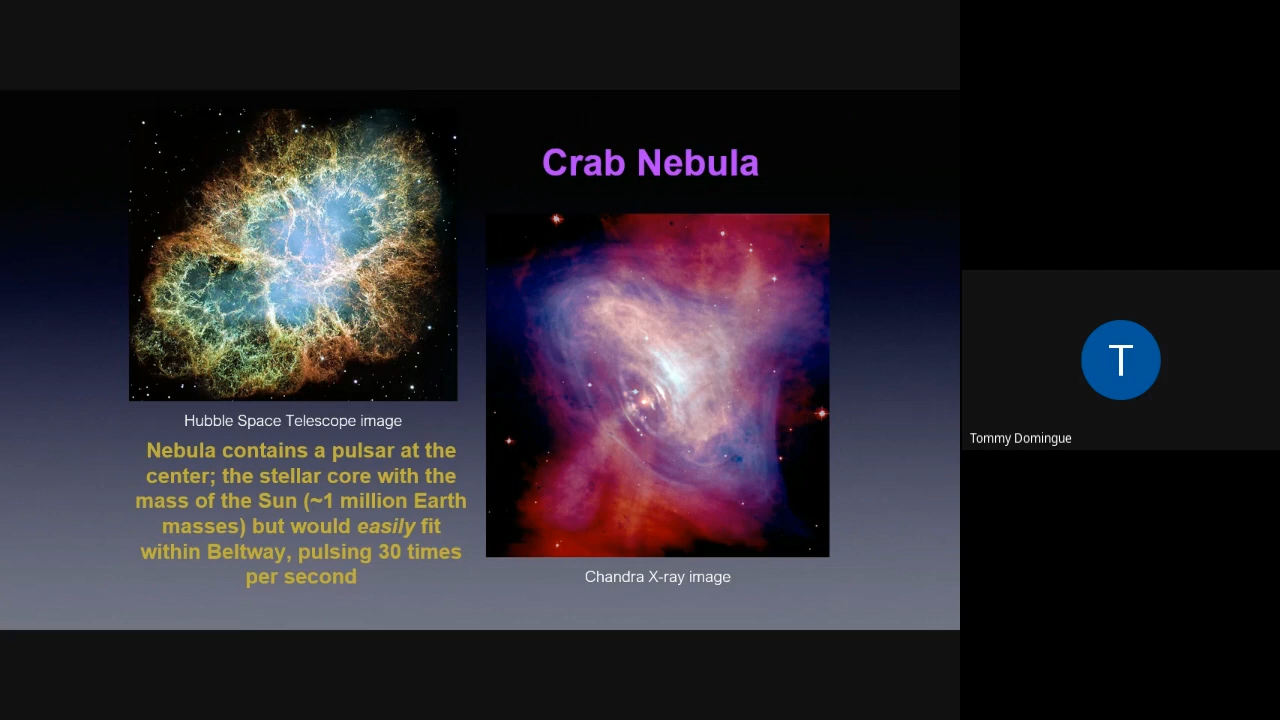 Crab Nebula
Hubble Space Telescope image
Nebula contains a pulsar at the
center; the stellar core with the
mass of the Sun (~1 million Earth
masses) but would easily fit
within Beltway, pulsing 30 times
per second
Chandra X-ray image
T
Tommy Domingue